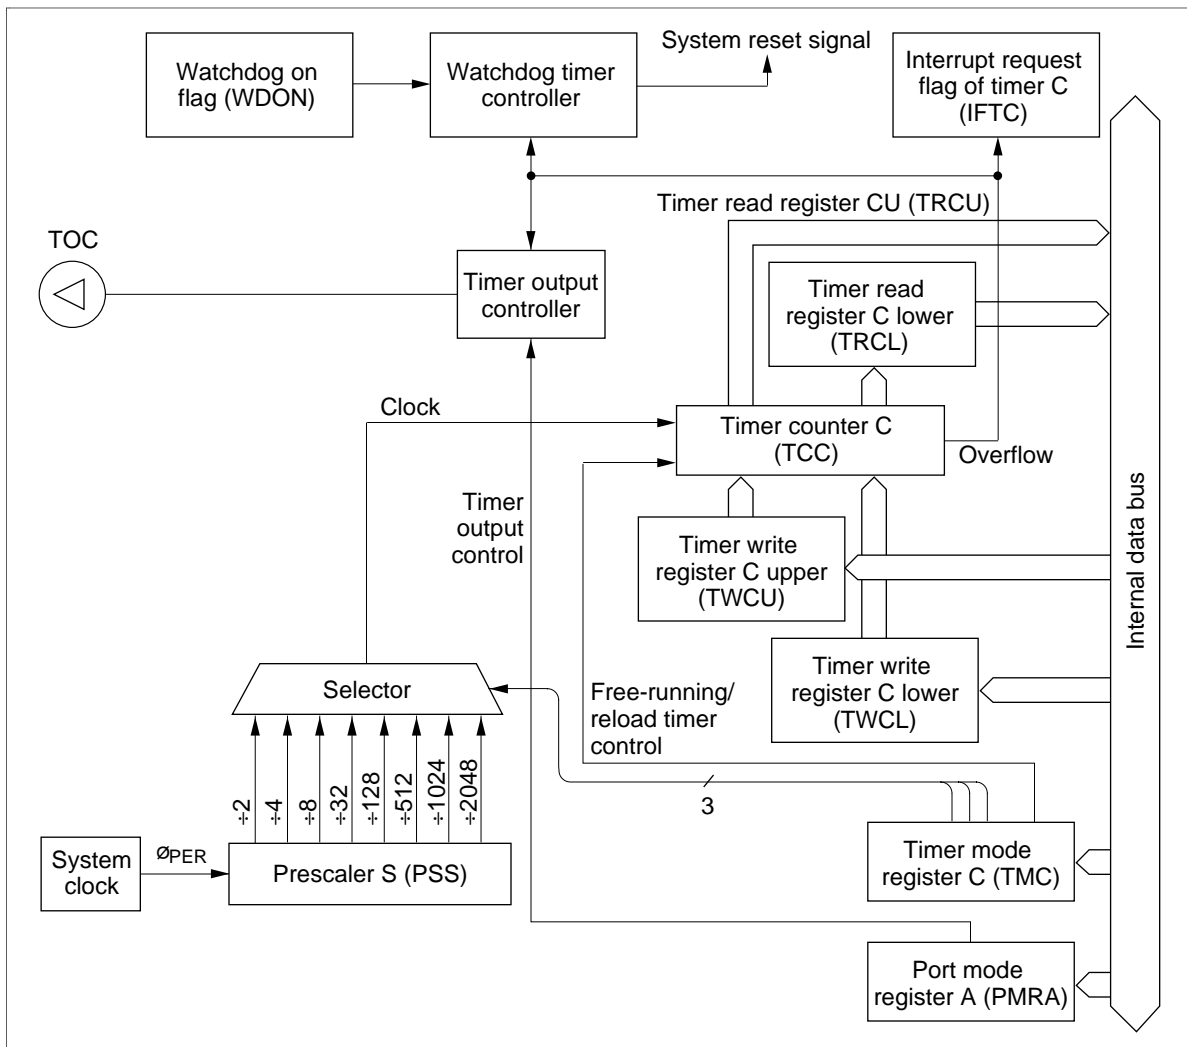 Watchdog on
flag (WDON)
Watchdog timer
controller
System reset signal
Interrupt request
flag of timer C
(IFTC)
Timer read register CU (TRCU)
TOC
Timer output
controller
Timer read
register C lower
(TRCL)
Clock
Timer counter C
(TCC)
Overflow
Timer
output
control
Timer write
register C upper
(TWCU)
Internal data bus
Selector
Free-running/
reload timer
control
Timer write
register C lower
(TWCL)
÷2
÷4
÷8
÷32
÷128
÷512
÷1024
÷2048
3
System
clock
ØPER
Prescaler S (PSS)
Timer mode
register C (TMC)
Port mode
register A (PMRA)